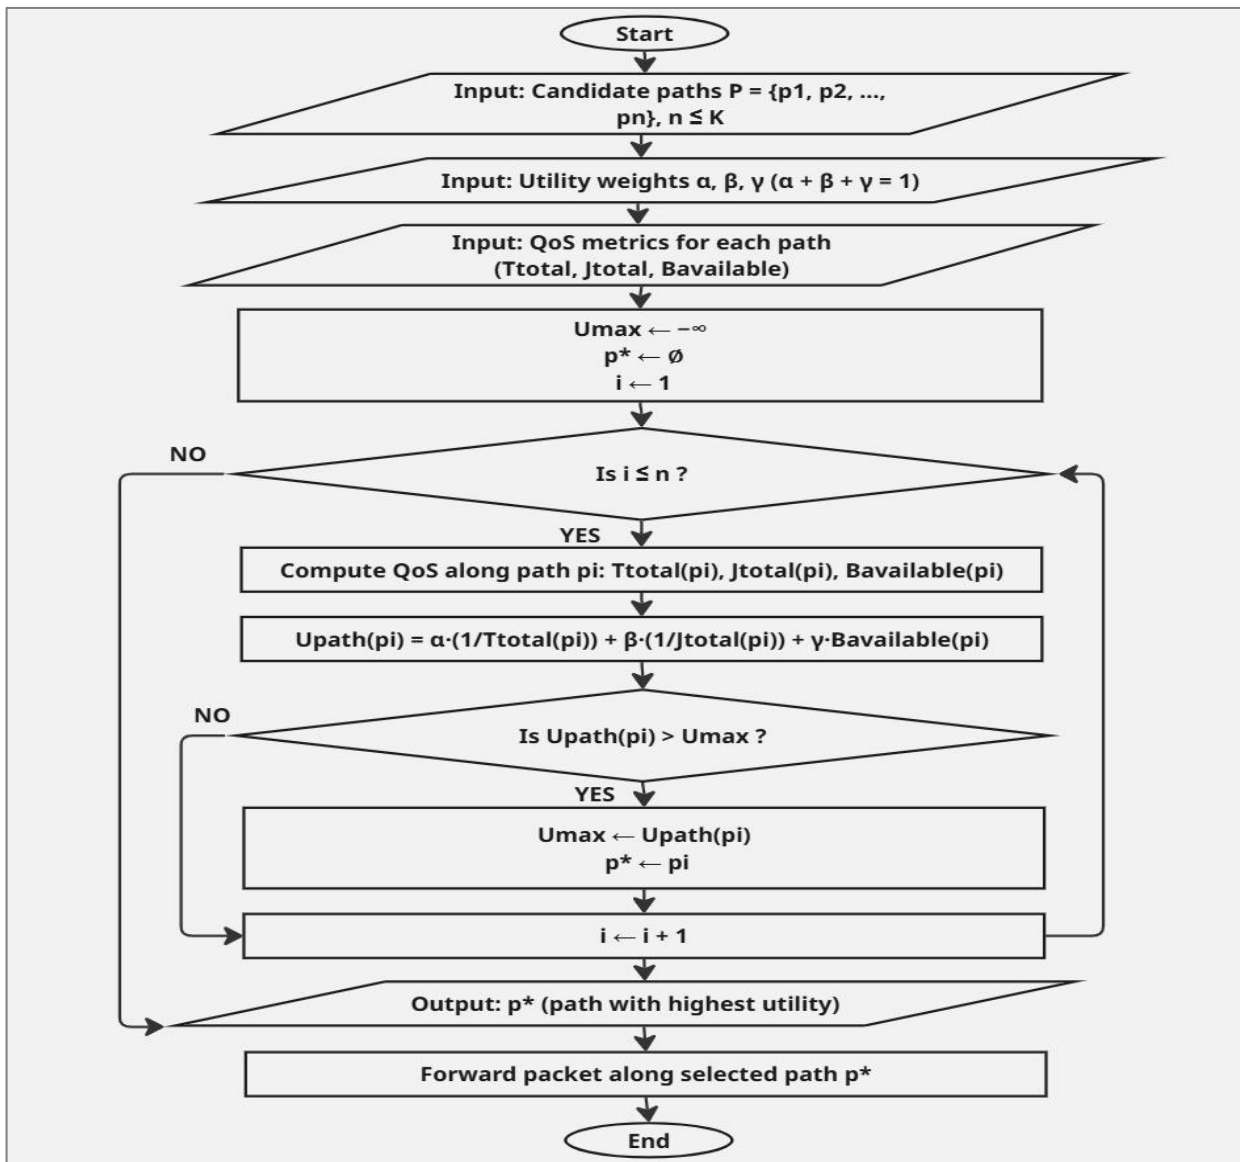 Start
Input: Candidate paths P = {p1, p2, ...,
pn}, n ≤ K
Input: Utility weights α, β, γ (α + β + γ = 1)
Input: QoS metrics for each path
(Ttotal, Jtotal, Bavailable)
Umax ← −∞
p* ← ∅
i ← 1
NO
Is i ≤ n ?
YES
Compute QoS along path pi: Ttotal(pi), Jtotal(pi), Bavailable(pi)
Upath(pi) = α·(1/Ttotal(pi)) + β·(1/Jtotal(pi)) + γ·Bavailable(pi)
NO
Is Upath(pi) > Umax ?
YES
Umax ← Upath(pi)
p* ← pi
i ← i + 1
Output: p* (path with highest utility)
Forward packet along selected path p*
End